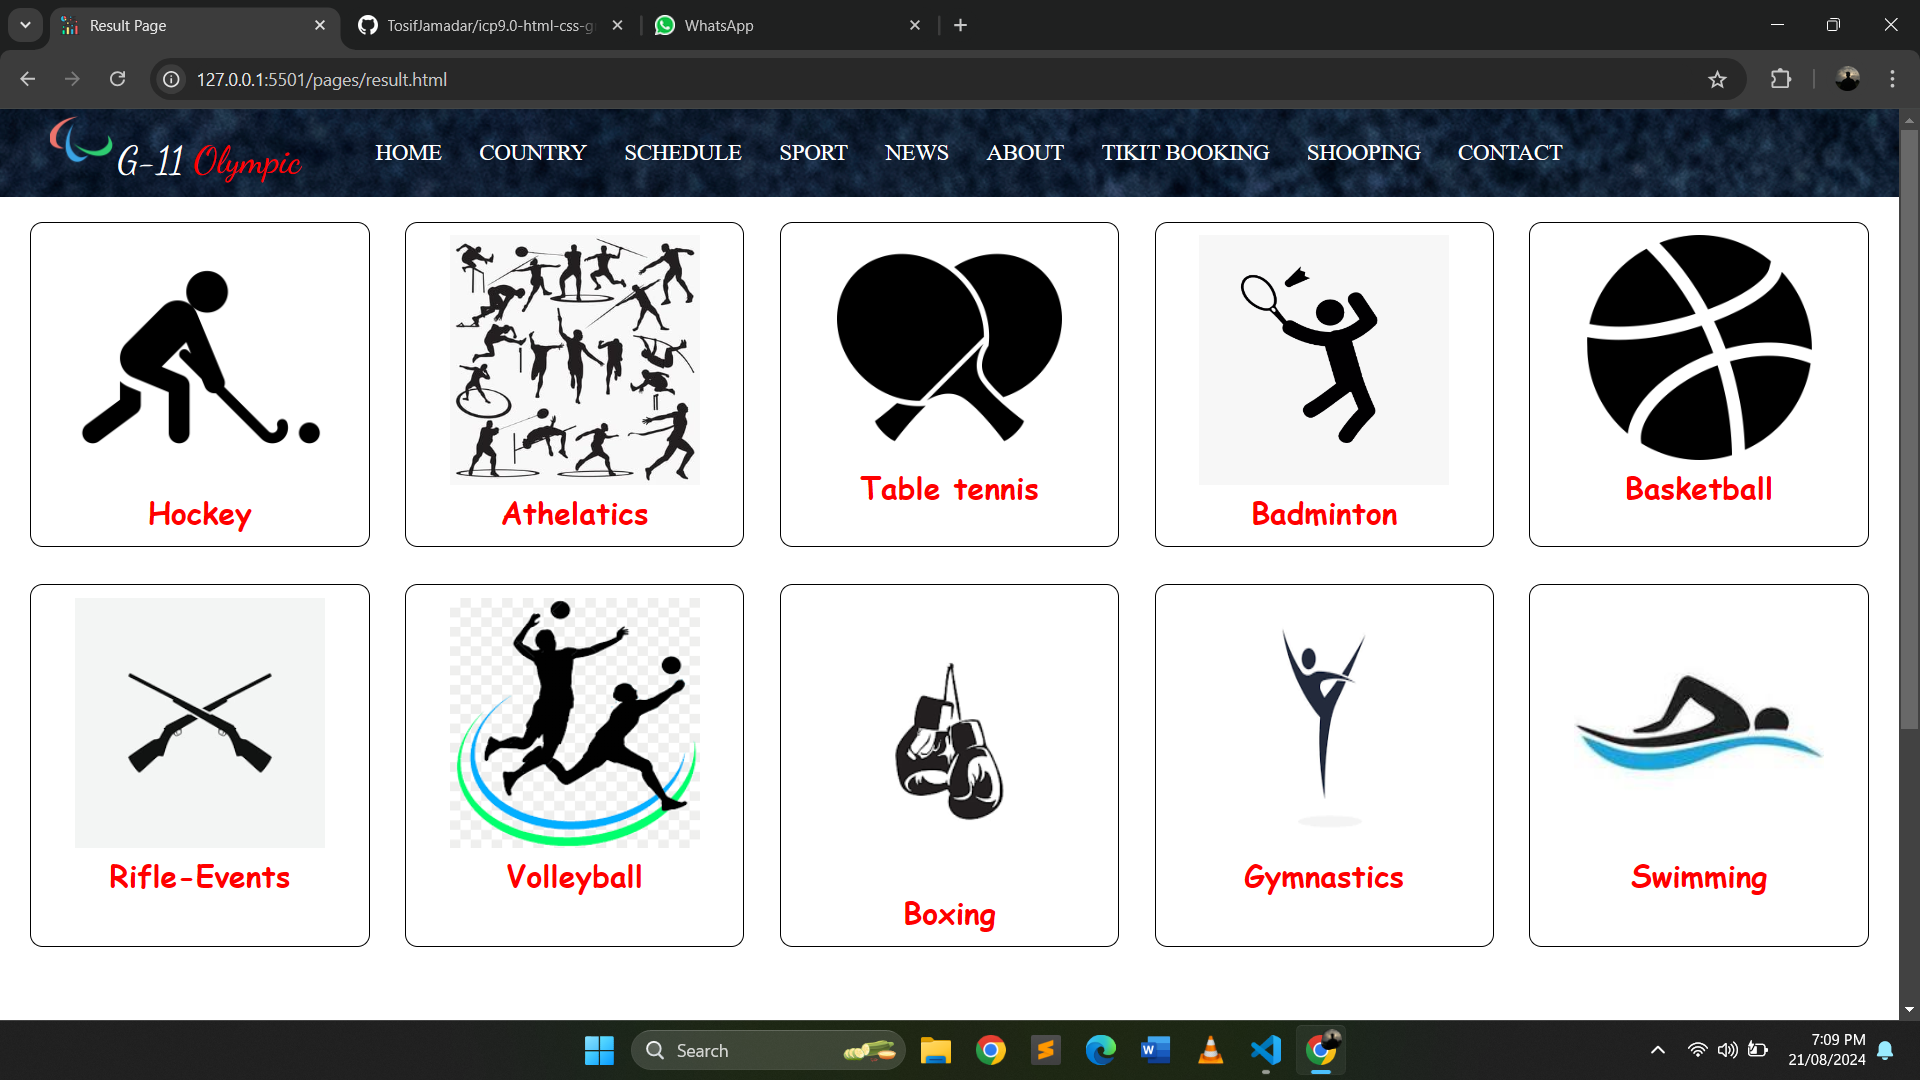 Result Page
TosifJamadar/icp9.0-html-css-g
WhatsApp
127.0.0.1:5501/pages/result.html
G-11 Olympic
HOME COUNTRY SCHEDULE SPORT NEWS ABOUT TIKIT BOOKING SHOOPING CONTACT
Hockey
Athelatics
Table tennis
Badminton
Basketball
Rifle-Events
Volleyball
Boxing
Gymnastics
Swimming
Search
7:09 PM
21/08/2024